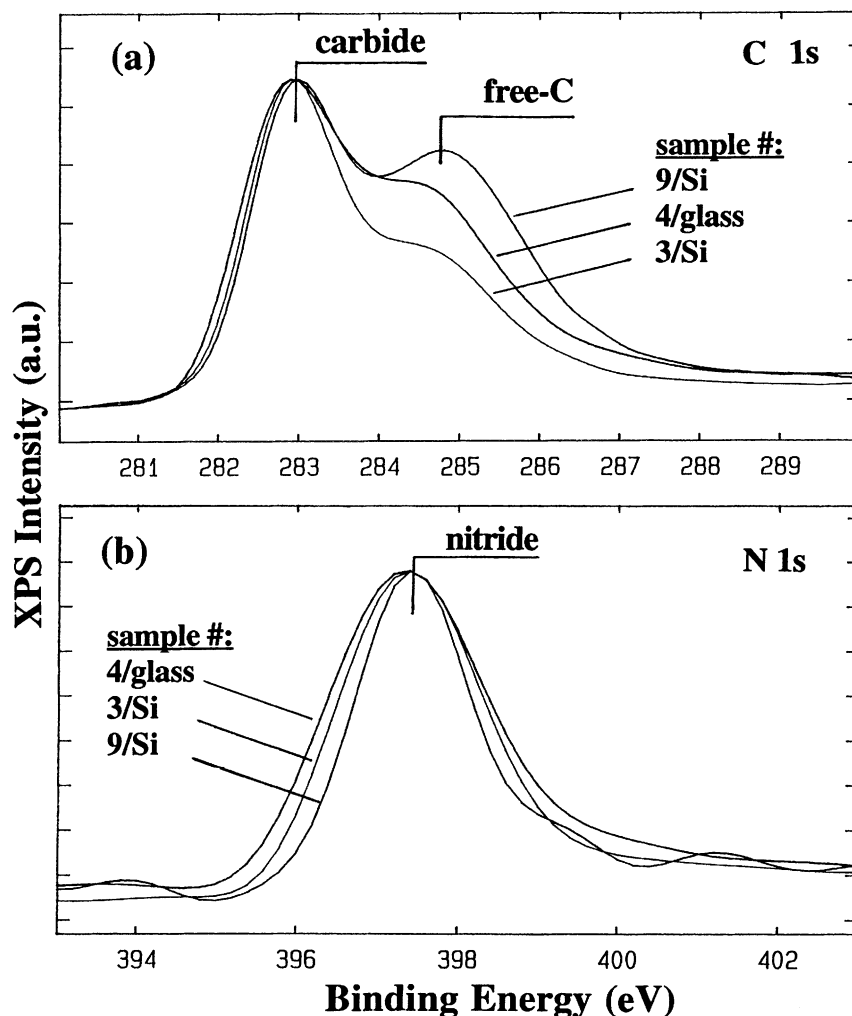 (a)
carbide
C 1s
free-C
sample #:
9/Si
4/glass
3/Si
281 282 283 284 285 286 287 288 289
(b)
nitride
N 1s
sample #:
4/glass
3/Si
9/Si
394 396 398 400 402
XPS Intensity (a.u.)
Binding Energy (eV)